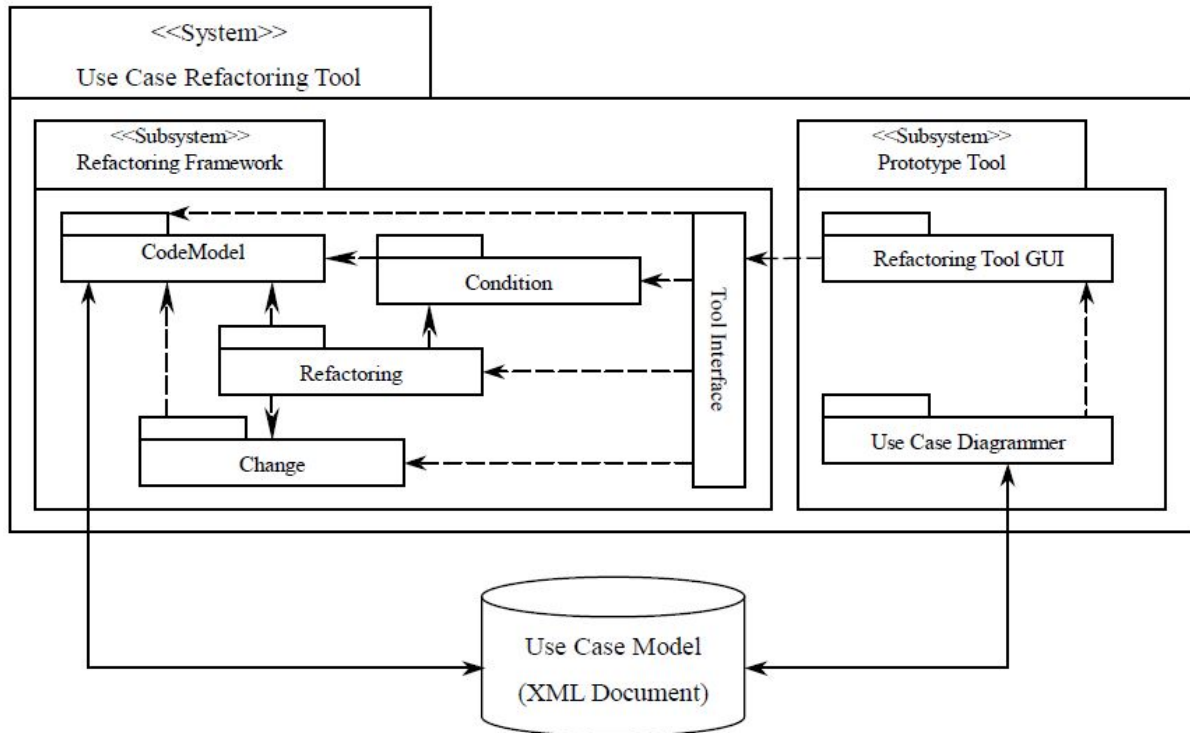 <<System>>
Use Case Refactoring Tool
<<Subsystem>>
Refactoring Framework
<<Subsystem>>
Prototype Tool
CodeModel
Condition
Refactoring
Change
Tool Interface
Refactoring Tool GUI
Use Case Diagrammer
Use Case Model
(XML Document)